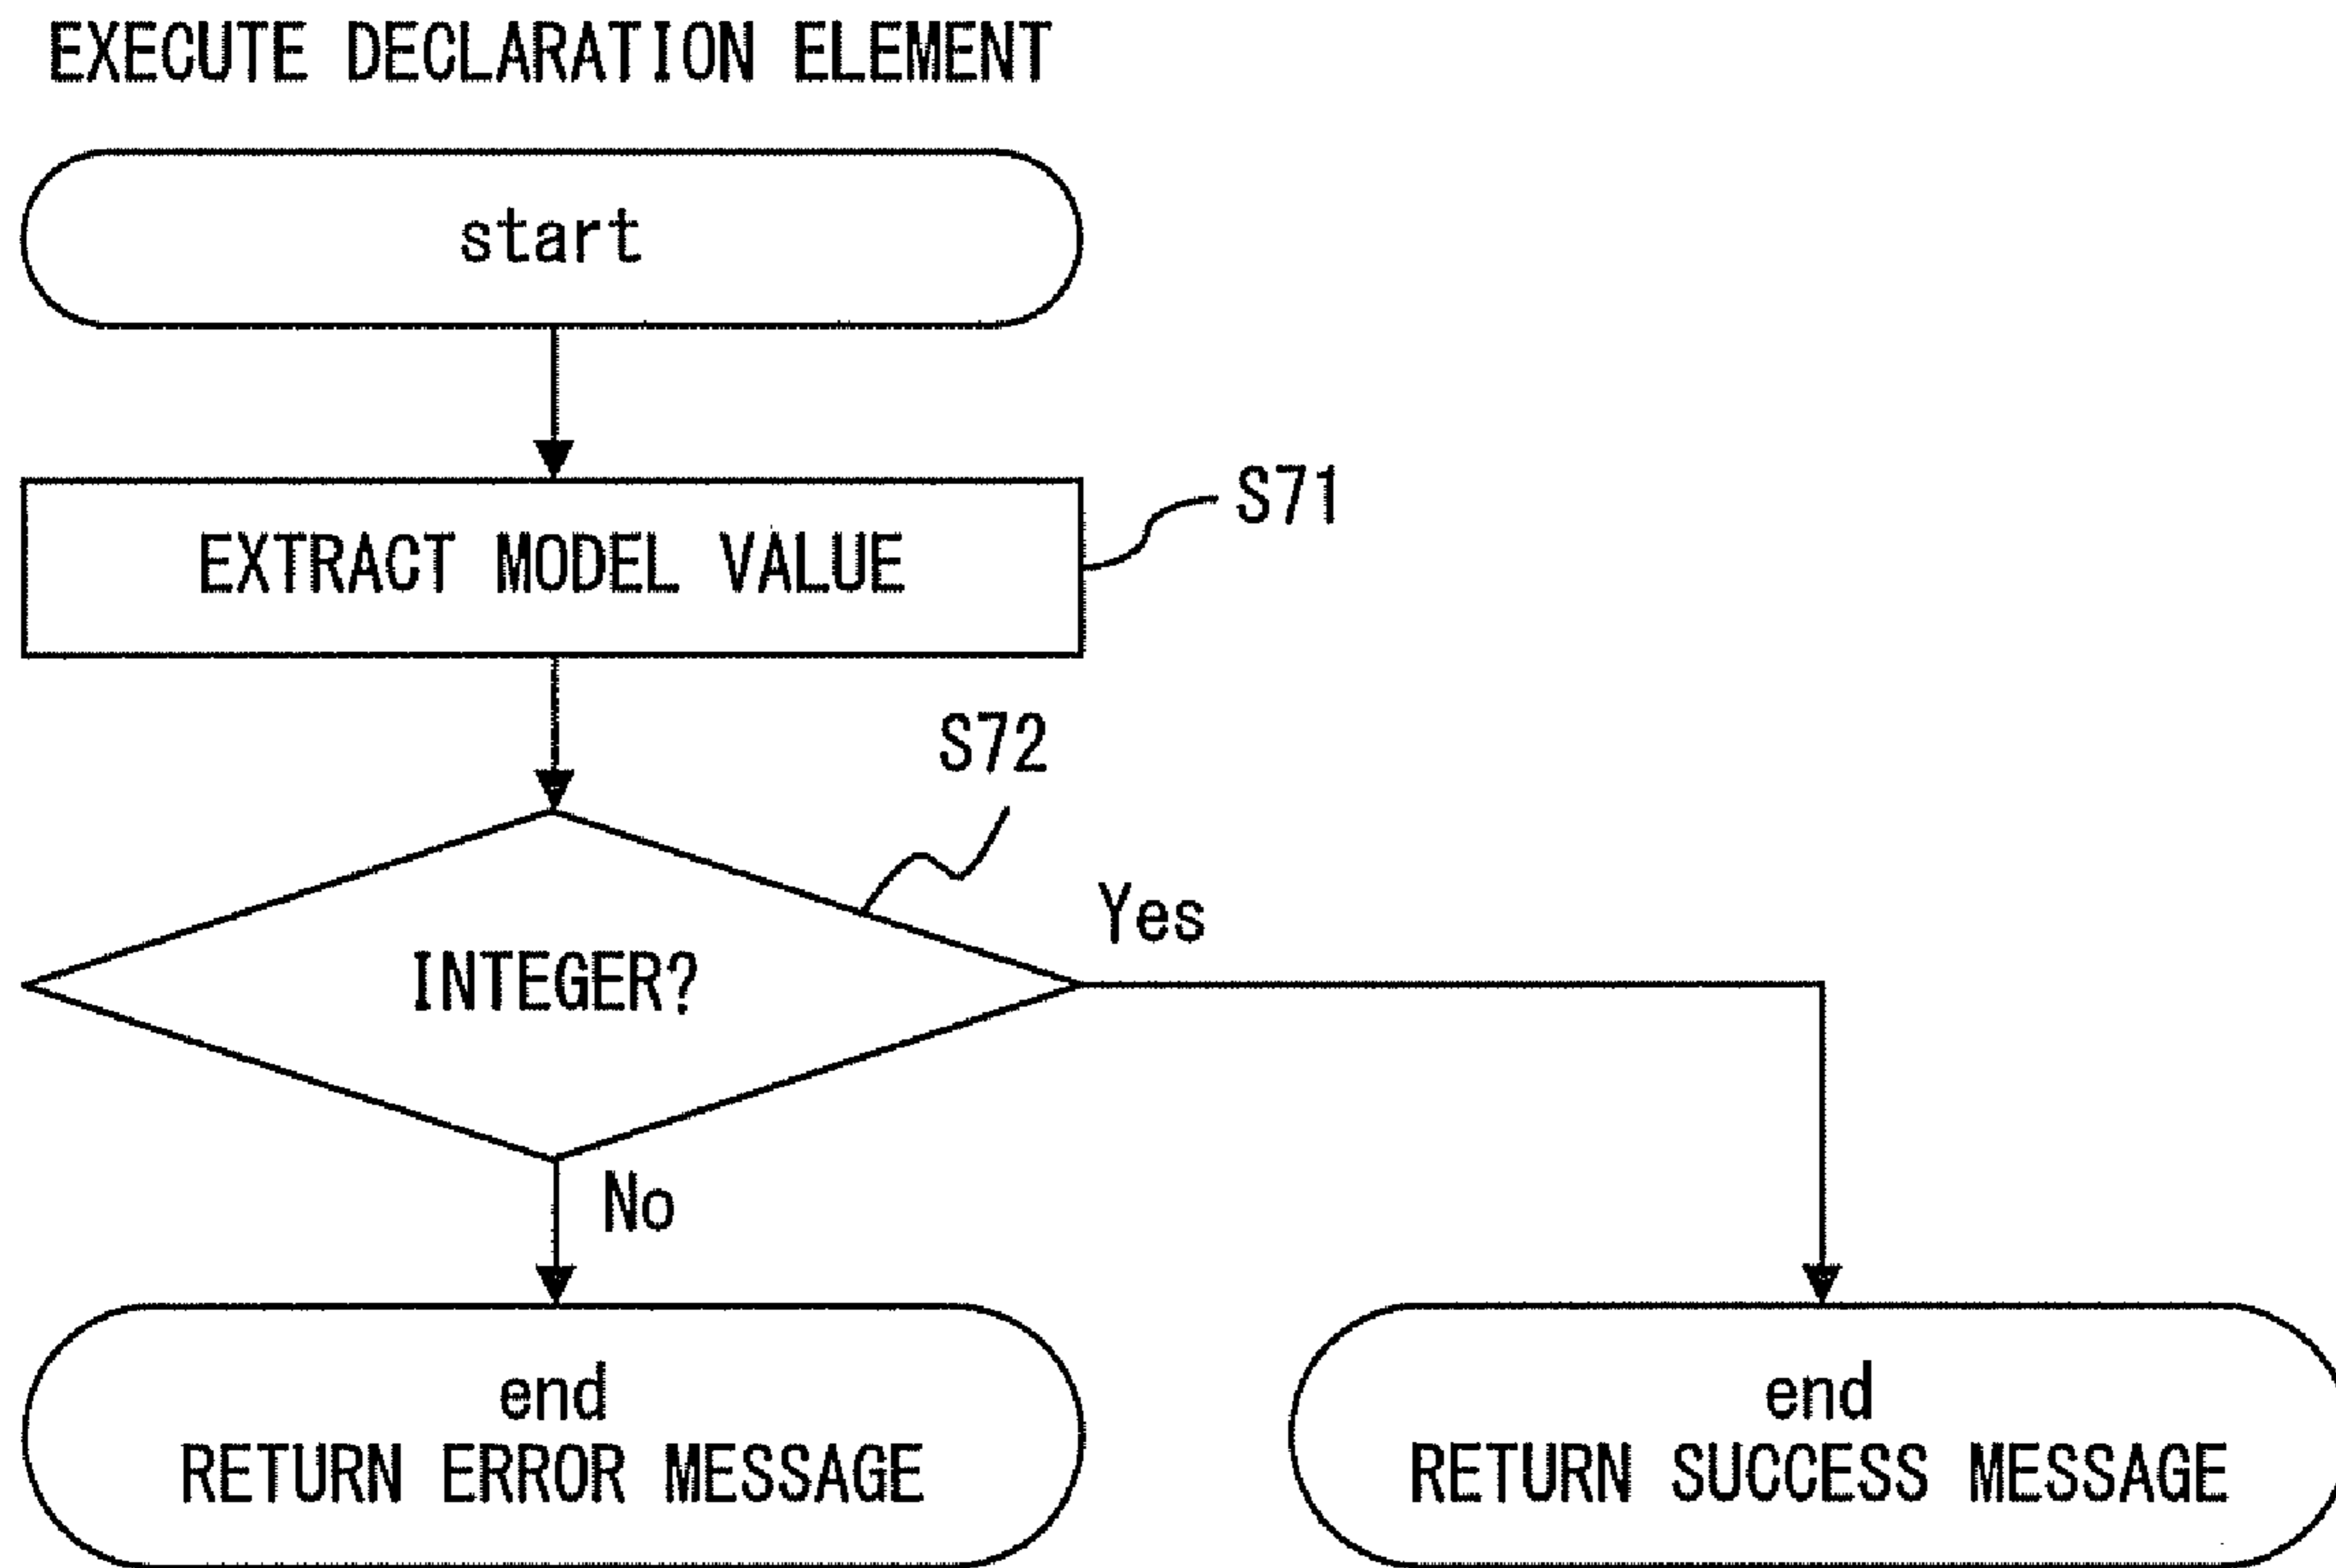 EXECUTE DECLARATION ELEMENT
start
EXTRACT MODEL VALUE
S71
S72
INTEGER?
Yes
No
end
RETURN ERROR MESSAGE
end
RETURN SUCCESS MESSAGE